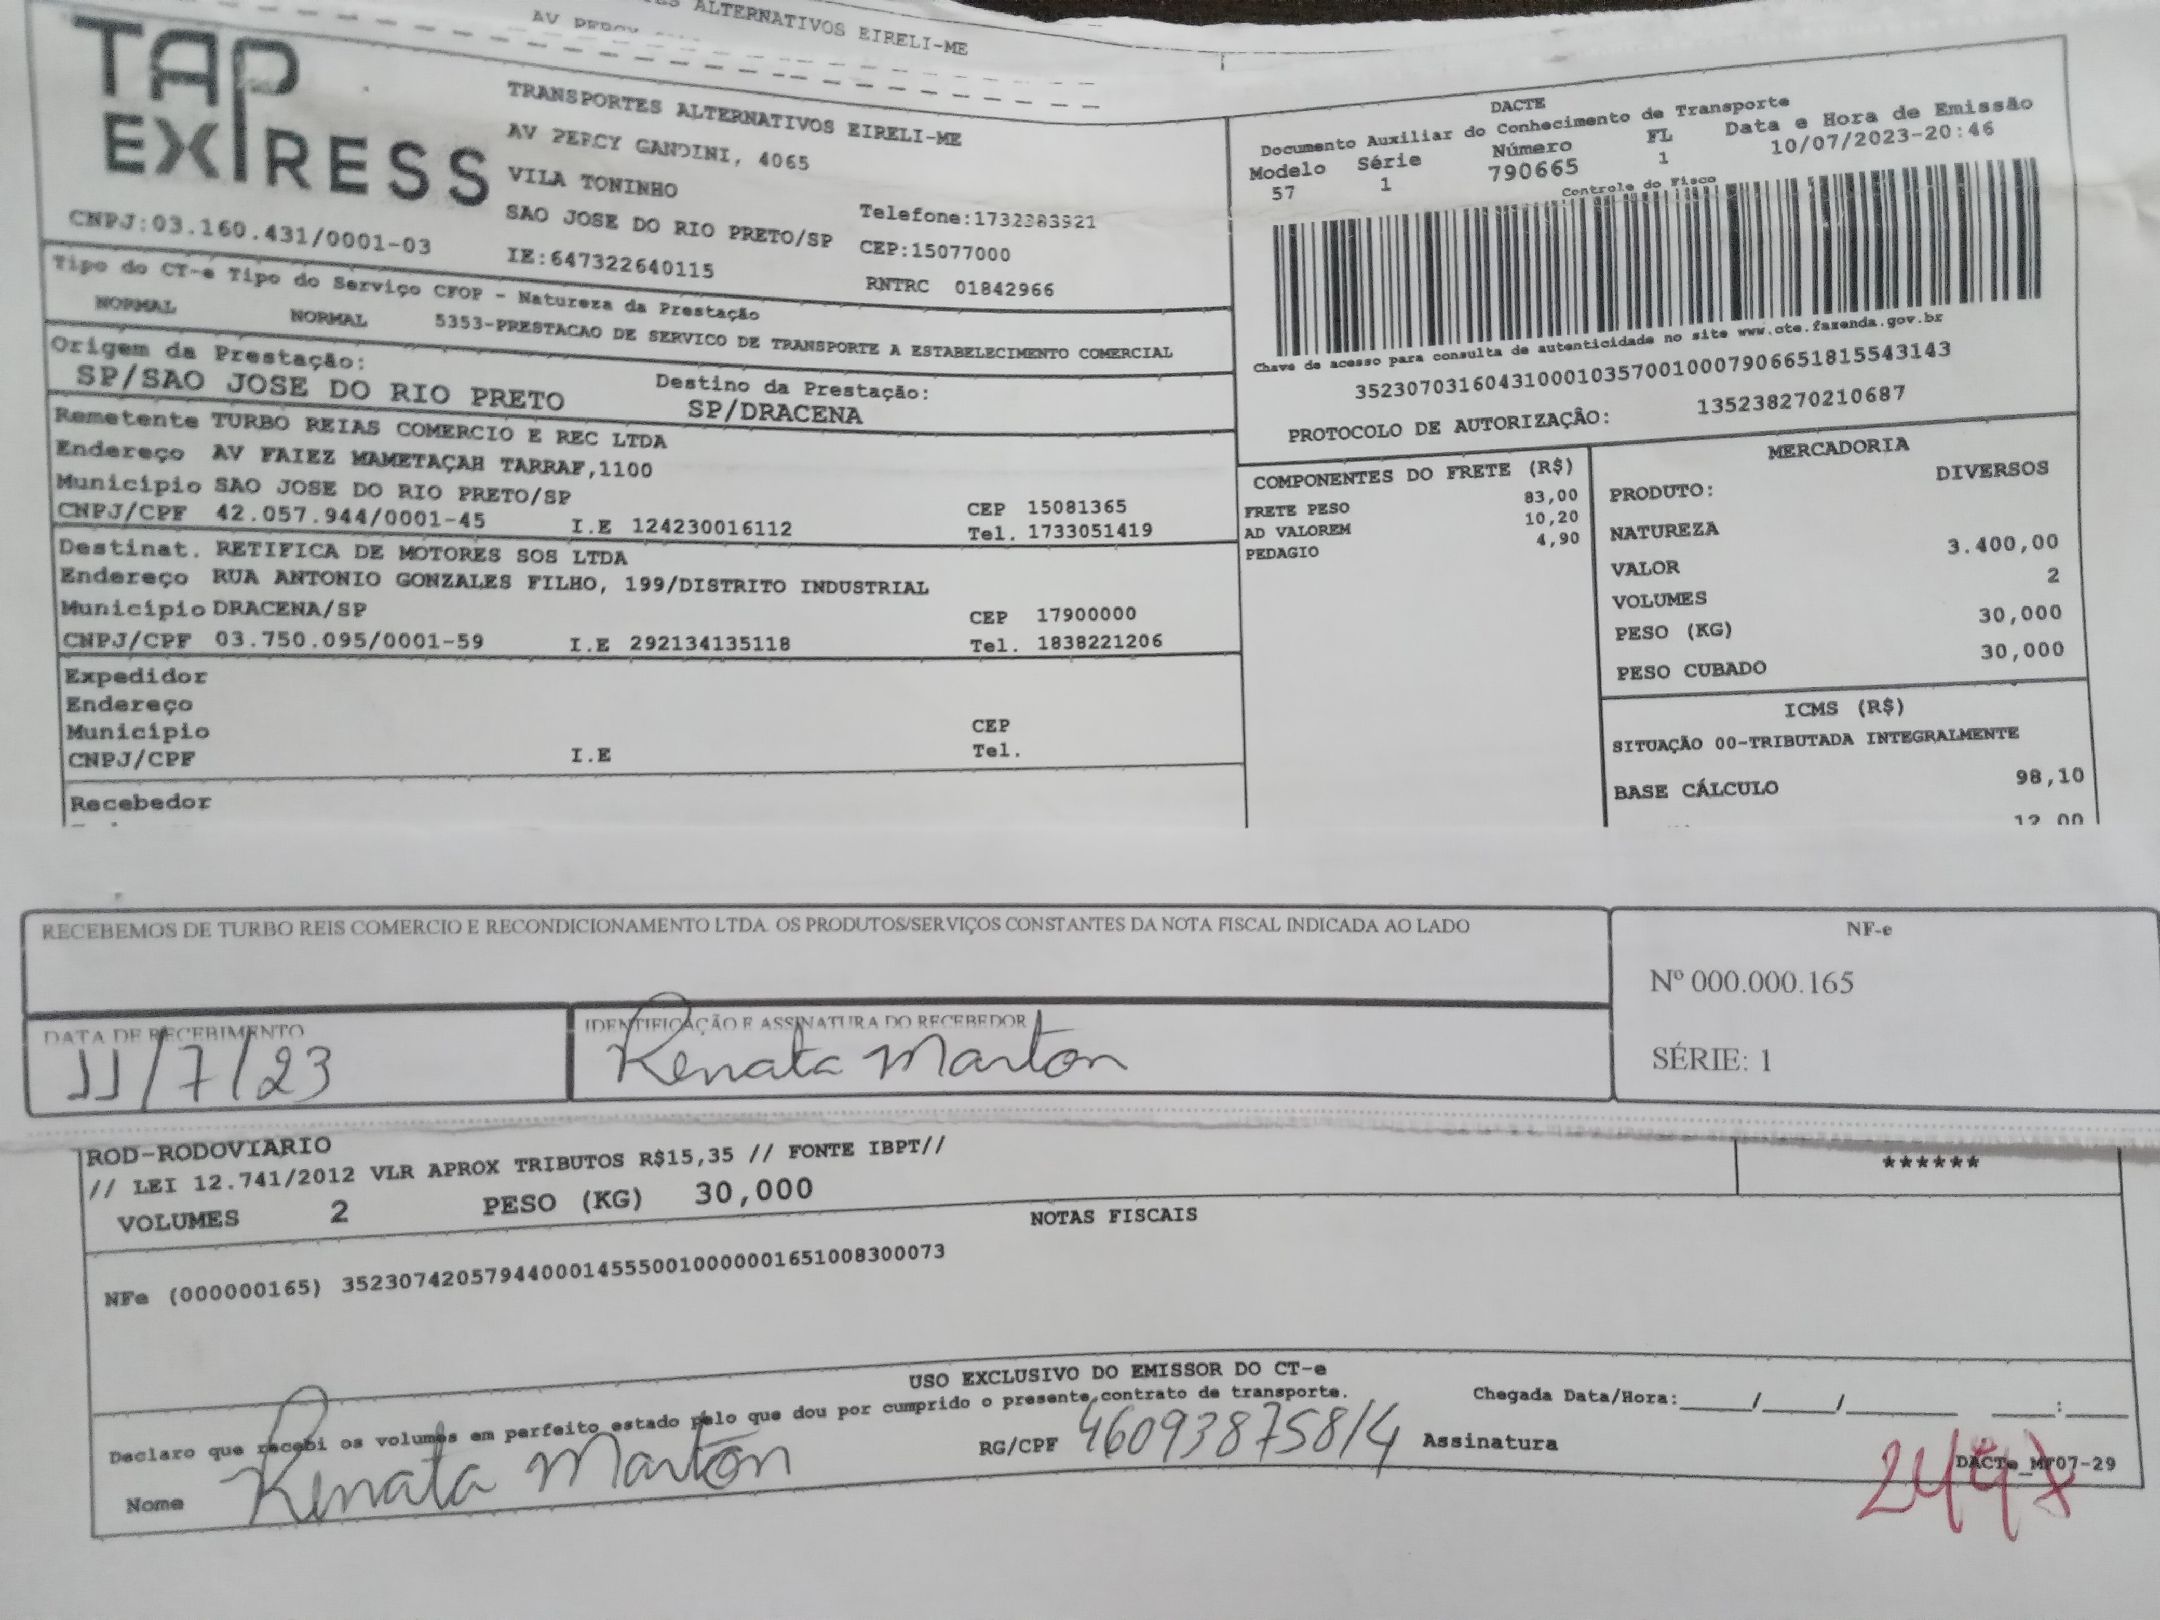 ALTERNATIVOS EIRELI-ME
AV PERCY
TAP
EXPRESS
CNPJ:03.160.431/0001-03
TRANSPORTES ALTERNATIVOS EIRELI-ME
AV PERCY GANDINI, 4065
VILA TONINHO
SAO JOSE DO RIO PRETO/SP
IE:647322640115
Telefone:1732383921
CEP:15077000
RNTRC 01842966
DACTE
Documento Auxiliar do Conhecimento de Transporte
Modelo Série Número FL Data e Hora de Emissão
57 1 790665 1 10/07/2023-20:46
Controle do Fisco
Chave de acesso para consulta de autenticidade no site www.cte.fazenda.gov.br
35230703160431000103570010007906651815543143
PROTOCOLO DE AUTORIZAÇÃO: 135238270210687
Tipo do CT-e Tipo do Serviço CFOP - Natureza da Prestação
NORMAL NORMAL 5353-PRESTACAO DE SERVICO DE TRANSPORTE A ESTABELECIMENTO COMERCIAL
Origem da Prestação: Destino da Prestação:
SP/SAO JOSE DO RIO PRETO SP/DRACENA
Remetente TURBO REIAS COMERCIO E REC LTDA
Endereço AV FAIEZ MAMETAÇAH TARRAF,1100
Município SAO JOSE DO RIO PRETO/SP CEP 15081365
CNPJ/CPF 42.057.944/0001-45 I.E 124230016112 Tel. 1733051419
Destinat. RETIFICA DE MOTORES SOS LTDA
Endereço RUA ANTONIO GONZALES FILHO, 199/DISTRITO INDUSTRIAL
Município DRACENA/SP CEP 17900000
CNPJ/CPF 03.750.095/0001-59 I.E 292134135118 Tel. 1838221206
Expedidor
Endereço
Município CEP
CNPJ/CPF I.E Tel.
Recebedor
COMPONENTES DO FRETE (R$)
FRETE PESO 83,00
AD VALOREM 10,20
PEDAGIO 4,90
MERCADORIA
PRODUTO: DIVERSOS
NATUREZA
VALOR 3.400,00
VOLUMES 2
PESO (KG) 30,000
PESO CUBADO 30,000
ICMS (R$)
SITUAÇÃO 00-TRIBUTADA INTEGRALMENTE
BASE CÁLCULO 98,10
12,00
RECEBEMOS DE TURBO REIS COMERCIO E RECONDICIONAMENTO LTDA. OS PRODUTOS/SERVIÇOS CONSTANTES DA NOTA FISCAL INDICADA AO LADO
NF-e
Nº 000.000.165
SÉRIE: 1
DATA DE RECEBIMENTO
11/7/23
IDENTIFICAÇÃO E ASSINATURA DO RECEBEDOR
Renata Marton
ROD-RODOVIARIO
// LEI 12.741/2012 VLR APROX TRIBUTOS R$15,35 // FONTE IBPT//
******
VOLUMES 2 PESO (KG) 30,000
NOTAS FISCAIS
NFe (000000165) 35230742057944000145550010000001651008300073
USO EXCLUSIVO DO EMISSOR DO CT-e
Declaro que recebi os volumes em perfeito estado pelo que dou por cumprido o presente contrato de transporte.
Chegada Data/Hora:_____/_____/________ ____:____
Nome Renata Marton
RG/CPF 460938758/4 Assinatura
DACTe_MF07-29